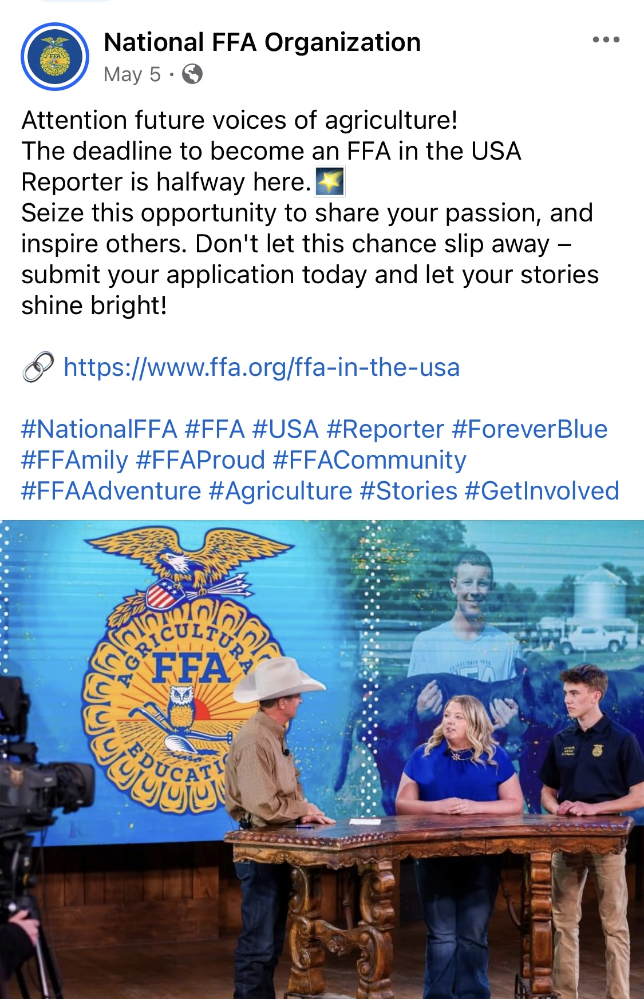 National FFA Organization
May 5 ·
Attention future voices of agriculture!
The deadline to become an FFA in the USA
Reporter is halfway here.
Seize this opportunity to share your passion, and
inspire others. Don't let this chance slip away –
submit your application today and let your stories
shine bright!
https://www.ffa.org/ffa-in-the-usa
#NationalFFA #FFA #USA #Reporter #ForeverBlue
#FFAmily #FFAProud #FFACommunity
#FFAAdventure #Agriculture #Stories #GetInvolved
AGRICULTURA
FFA
EDUCATIO